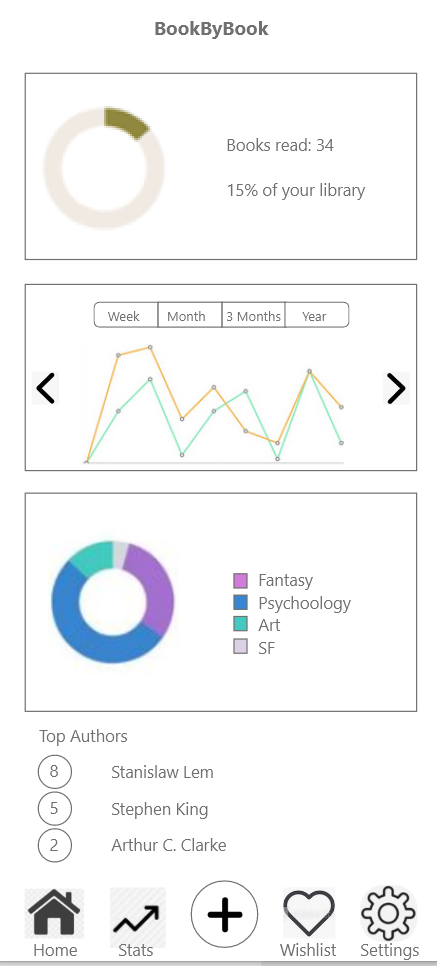 BookByBook
Books read: 34
15% of your library
Week Month 3 Months Year
Fantasy
Psychoology
Art
SF
Top Authors
8 Stanislaw Lem
5 Stephen King
2 Arthur C. Clarke
Home Stats Wishlist Settings